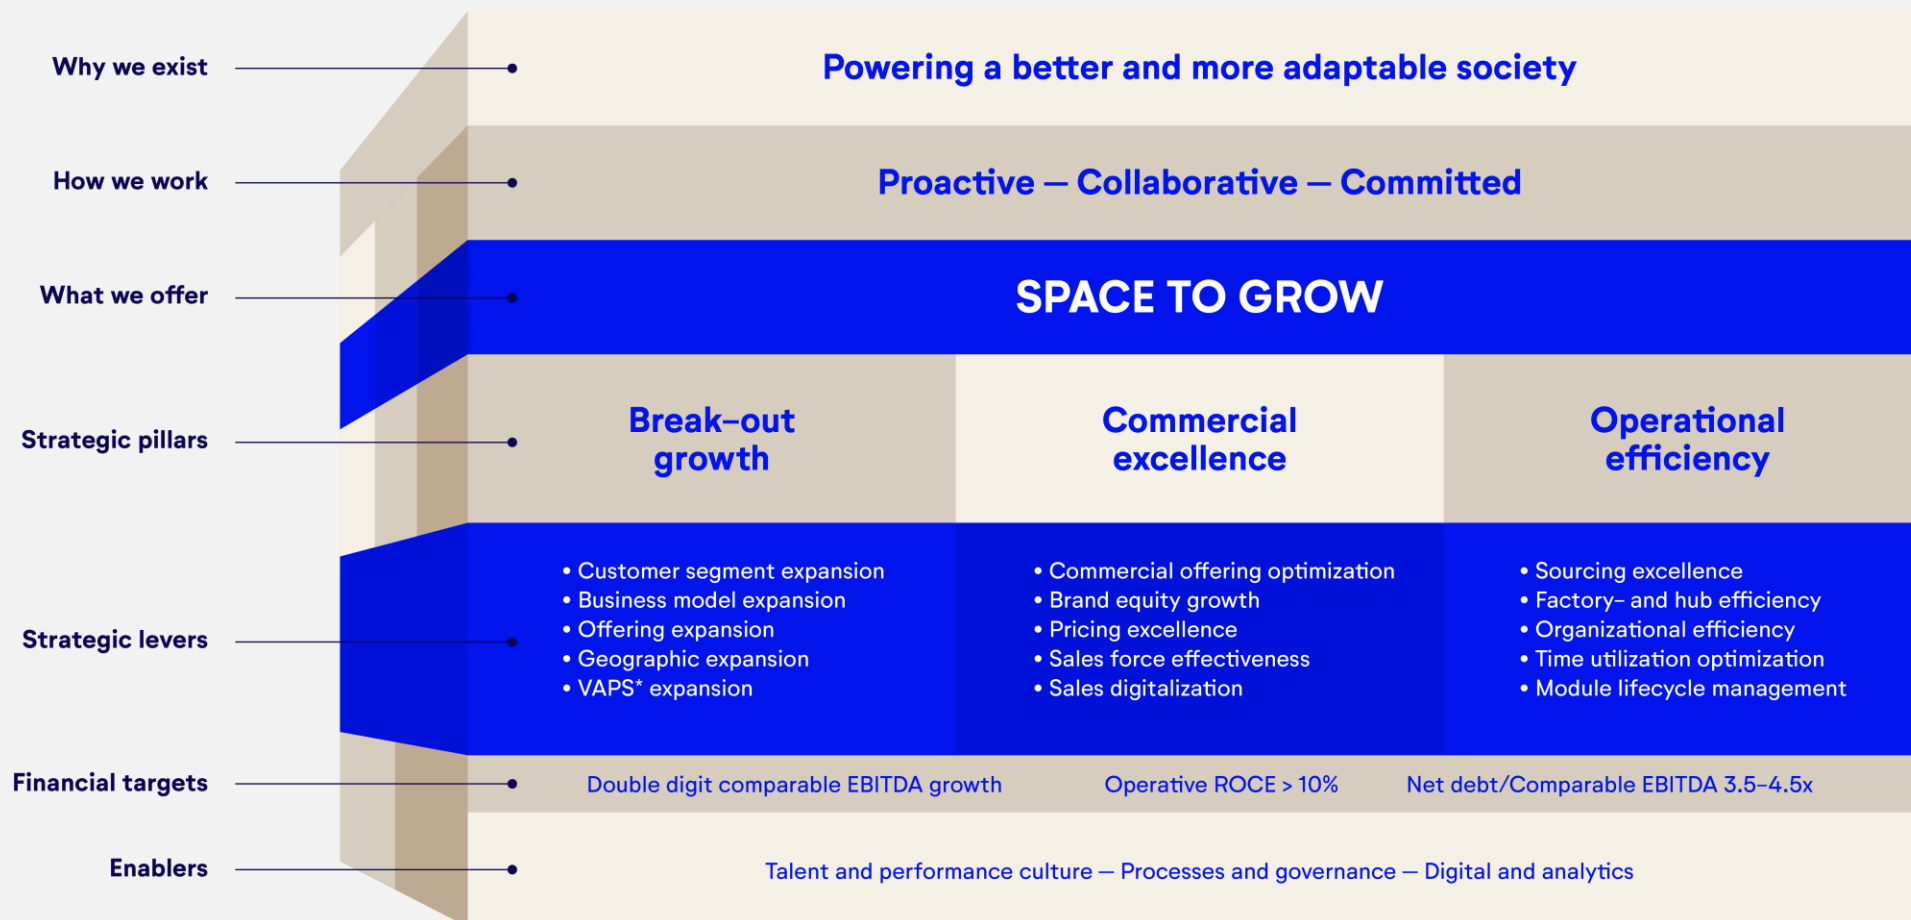 Why we exist
Powering a better and more adaptable society
How we work
Proactive – Collaborative – Committed
What we offer
SPACE TO GROW
Strategic pillars
Break–out
growth
Commercial
excellence
Operational
efficiency
Strategic levers
• Customer segment expansion
• Business model expansion
• Offering expansion
• Geographic expansion
• VAPS* expansion
• Commercial offering optimization
• Brand equity growth
• Pricing excellence
• Sales force effectiveness
• Sales digitalization
• Sourcing excellence
• Factory– and hub efficiency
• Organizational efficiency
• Time utilization optimization
• Module lifecycle management
Financial targets
Double digit comparable EBITDA growth
Operative ROCE > 10%
Net debt/Comparable EBITDA 3.5–4.5x
Enablers
Talent and performance culture – Processes and governance – Digital and analytics